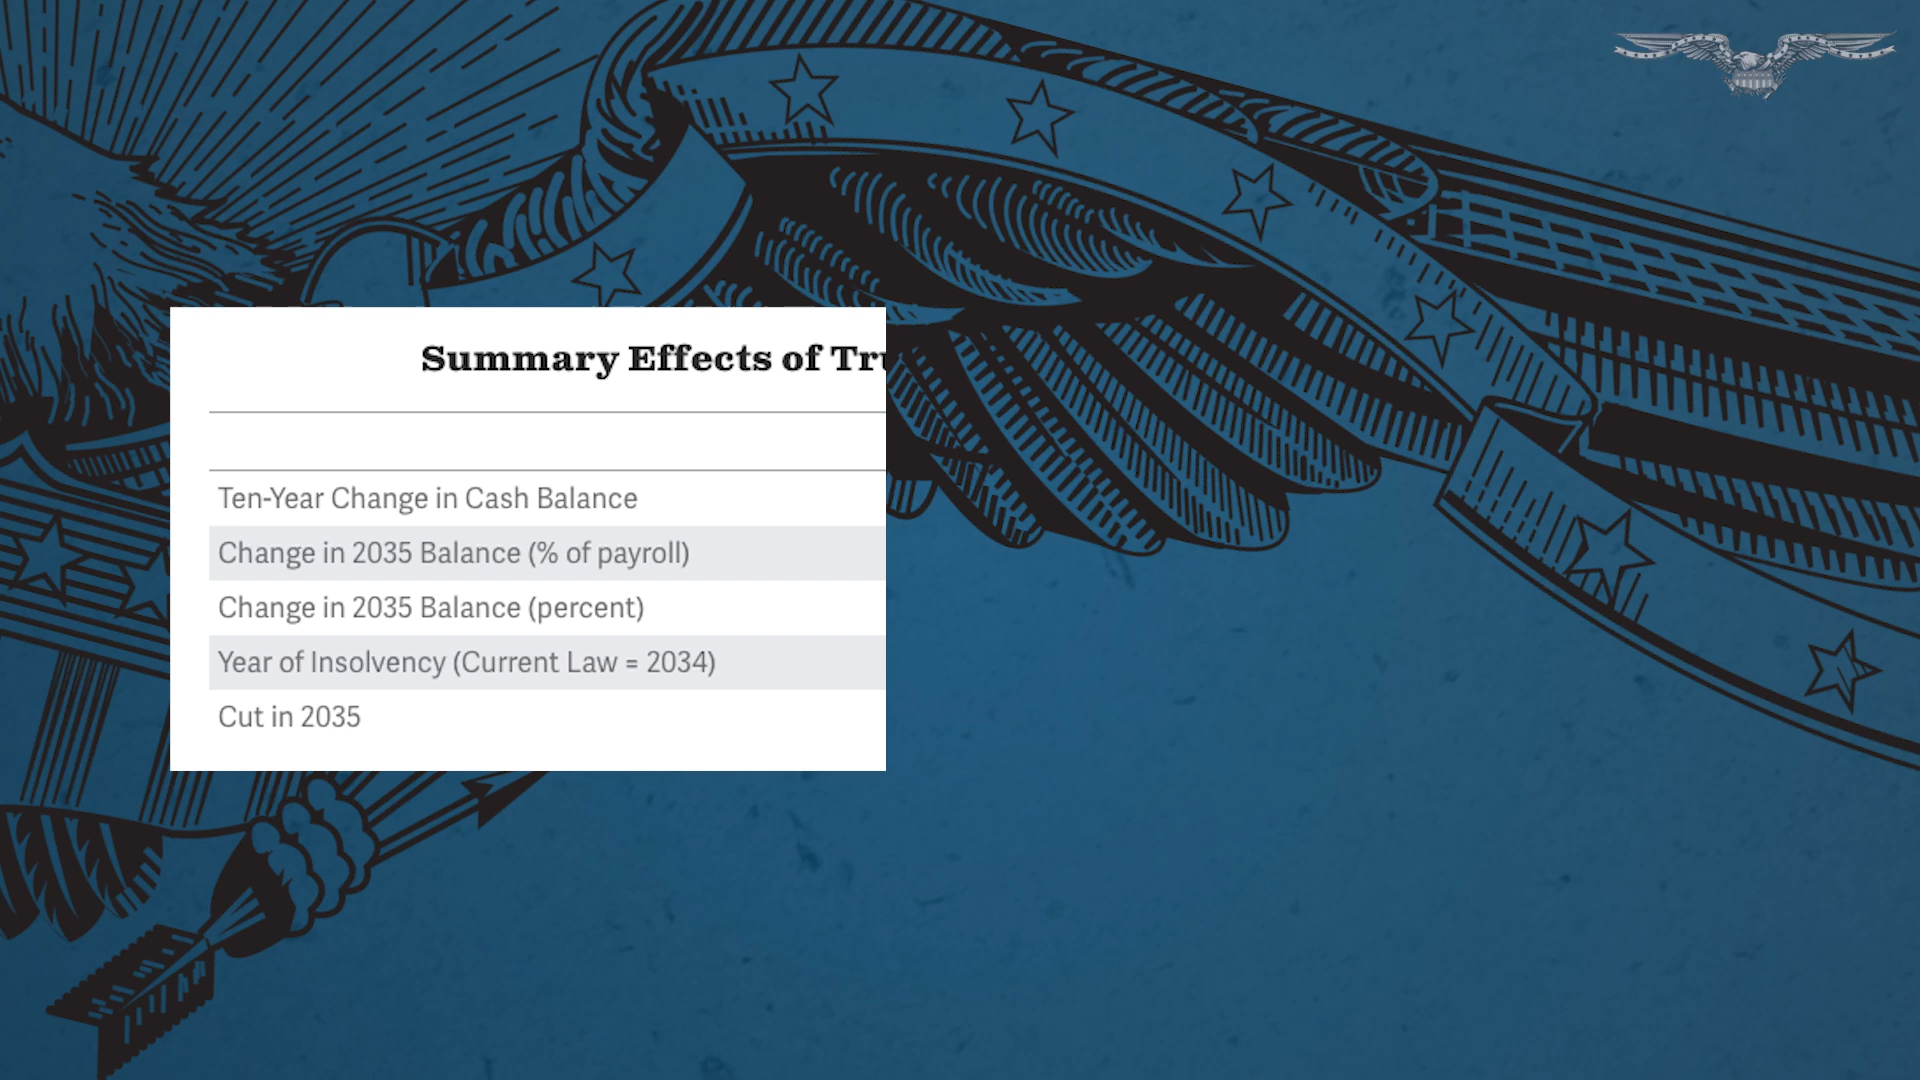 Summary Effects of
Ten-Year Change in Cash Balance
Change in 2035 Balance (% of payroll)
Change in 2035 Balance (percent)
Year of Insolvency (Current Law = 2034)
Cut in 2035